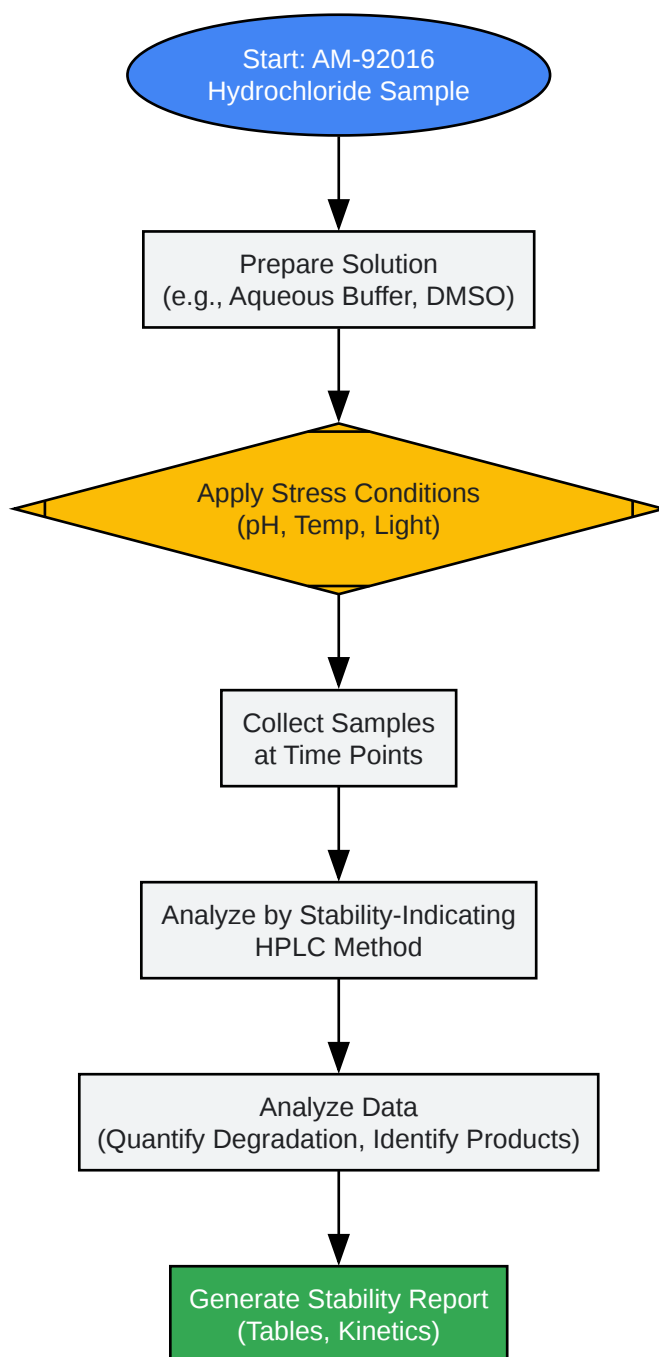 Start: AM-92016
Hydrochloride Sample
Prepare Solution
(e.g., Aqueous Buffer, DMSO)
Apply Stress Conditions
(pH, Temp, Light)
Collect Samples
at Time Points
Analyze by Stability-Indicating
HPLC Method
Analyze Data
(Quantify Degradation, Identify Products)
Generate Stability Report
(Tables, Kinetics)